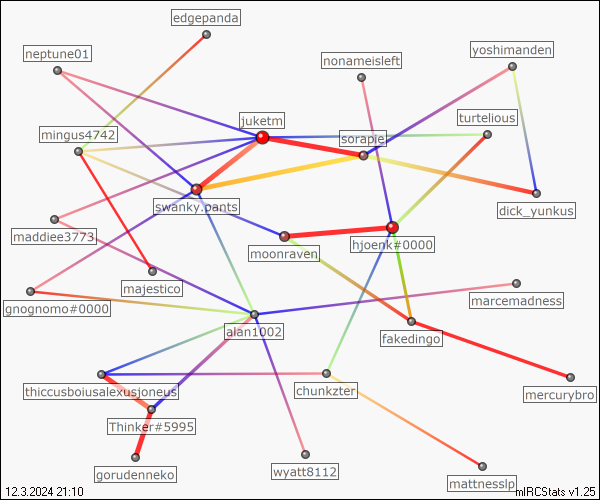 edgepanda
neptune01
nonameisleft
yoshimanden
juketm
turtelious
mingus4742
sorapie
swanky.pants
dick_yunkus
maddiee3773
moonraven
hjoenk#0000
majestico
gnognomo#0000
marcemadness
alan1002
fakedingo
thiccusboiusalexusjoneus
chunkzter
mercurybro
Thinker#5995
gorudenneko
wyatt8112
mattnesslp
12.3.2024 21:10
mIRCStats v1.25